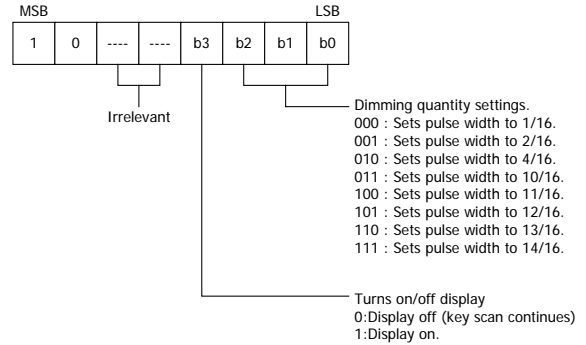 MSB LSB
1 0 ---- ---- b3 b2 b1 b0
Irrelevant
Dimming quantity settings.
000 : Sets pulse width to 1/16.
001 : Sets pulse width to 2/16.
010 : Sets pulse width to 4/16.
011 : Sets pulse width to 10/16.
100 : Sets pulse width to 11/16.
101 : Sets pulse width to 12/16.
110 : Sets pulse width to 13/16.
111 : Sets pulse width to 14/16.
Turns on/off display
0:Display off (key scan continues)
1:Display on.